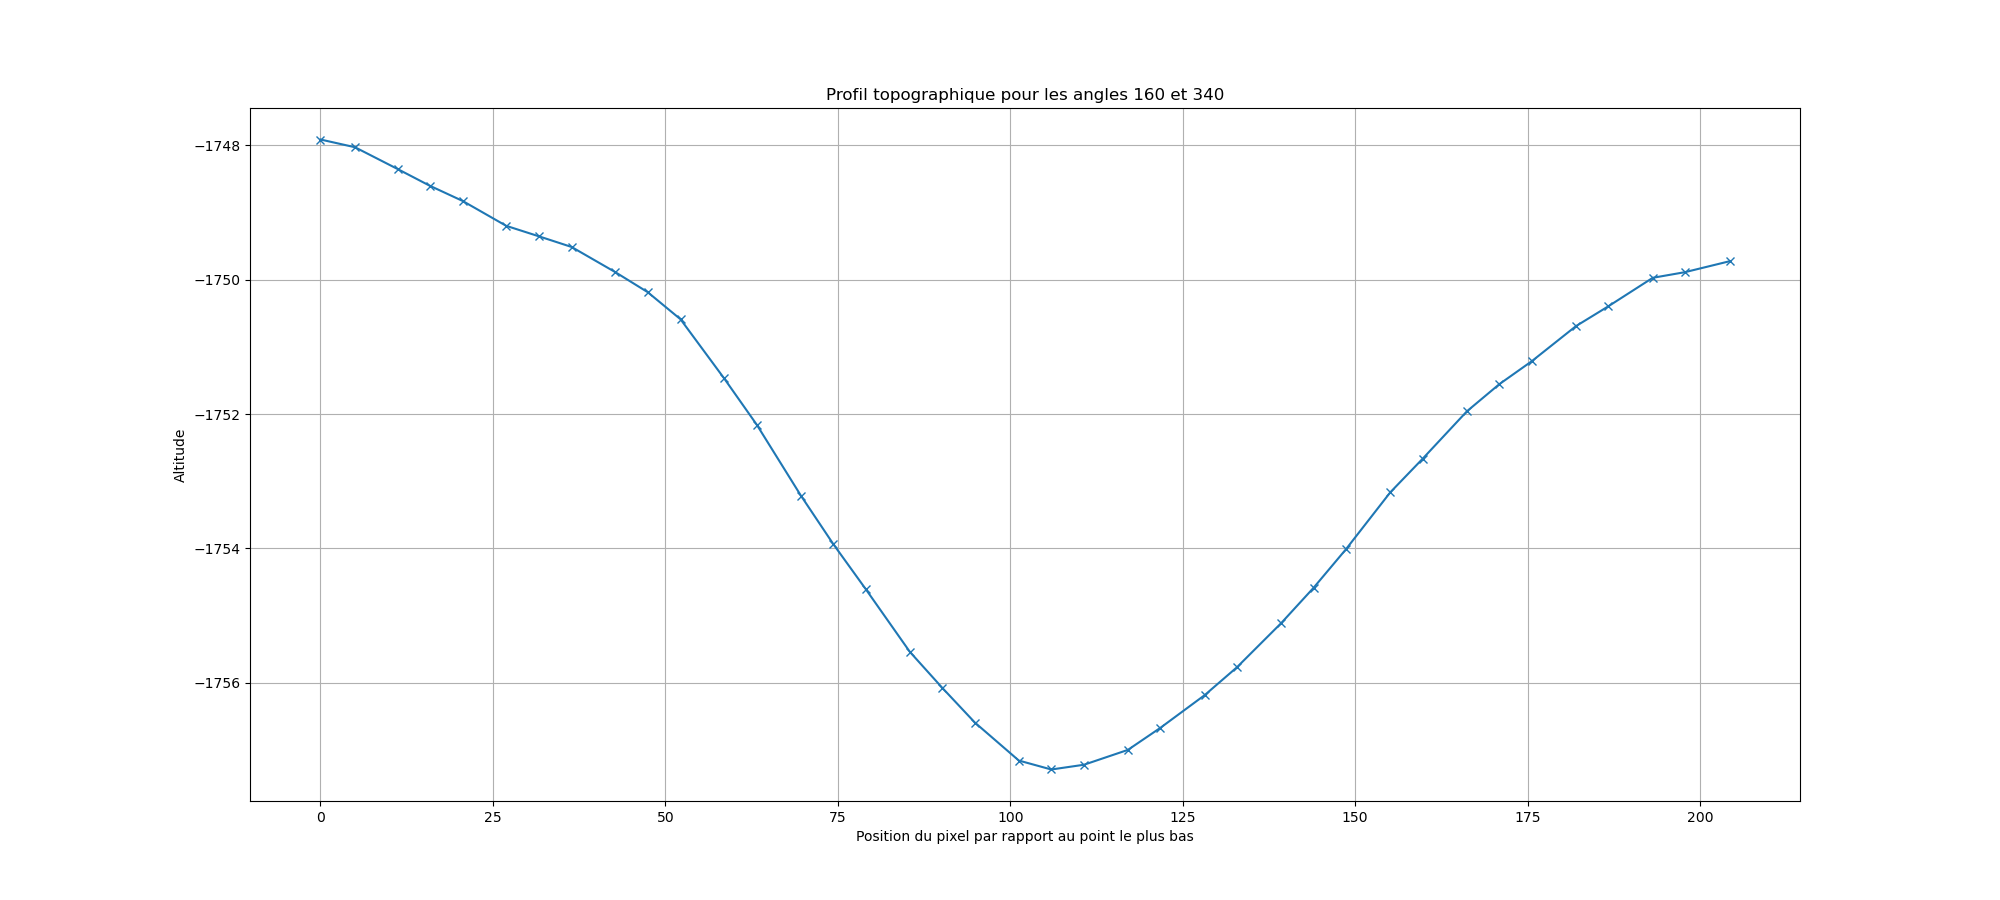 Profil topographique pour les angles 160 et 340
−1748
−1750
−1752
−1754
−1756
Altitude
0 25 50 75 100 125 150 175 200
Position du pixel par rapport au point le plus bas